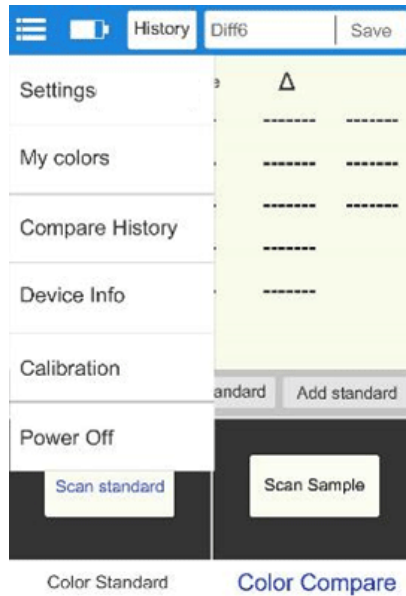 History Diff6 Save
Settings
Δ
------- -------
My colors
------- -------
------- -------
Compare History
-------
Device Info
-------
Calibration
andard Add standard
Power Off
Scan standard Scan Sample
Color Standard Color Compare